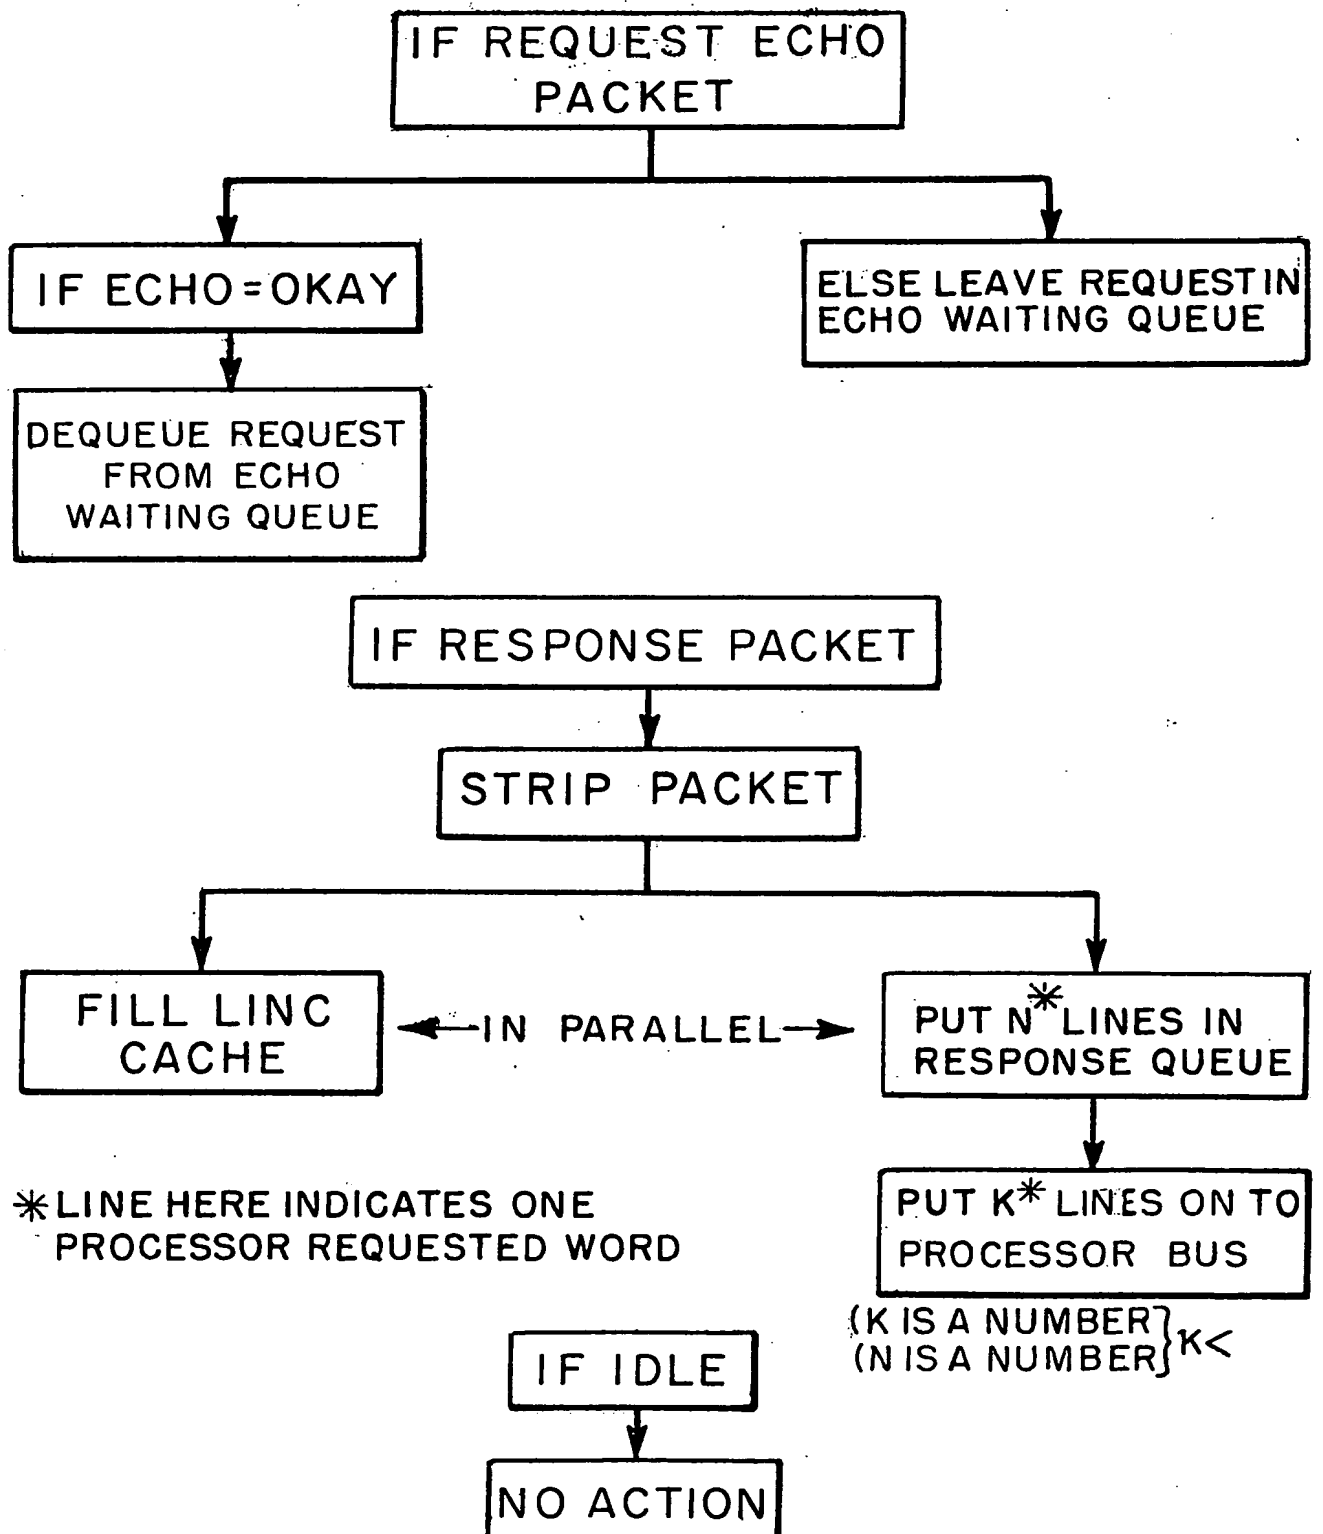 IF REQUEST ECHO
PACKET
IF ECHO=OKAY
ELSE LEAVE REQUEST IN
ECHO WAITING QUEUE
DEQUEUE REQUEST
FROM ECHO
WAITING QUEUE
IF RESPONSE PACKET
STRIP PACKET
FILL LINC
CACHE
IN PARALLEL
PUT N* LINES IN
RESPONSE QUEUE
* LINE HERE INDICATES ONE
PROCESSOR REQUESTED WORD
PUT K* LINES ON TO
PROCESSOR BUS
(K IS A NUMBER
(N IS A NUMBER} K<
IF IDLE
NO ACTION